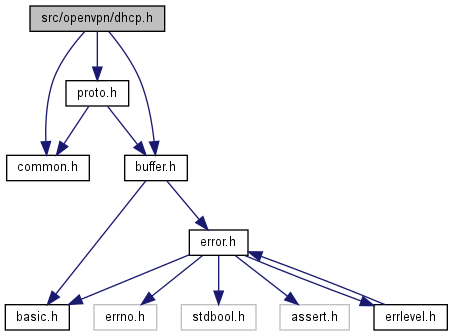 src/openvpn/dhcp.h
proto.h
common.h
buffer.h
error.h
basic.h
errno.h
stdbool.h
assert.h
errlevel.h